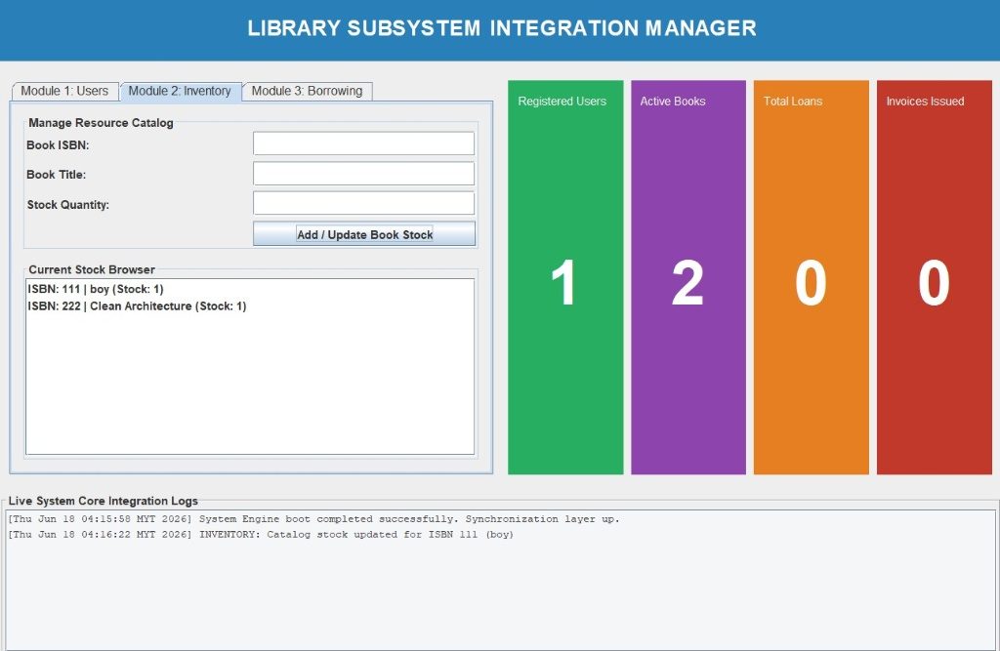 LIBRARY SUBSYSTEM INTEGRATION MANAGER
Module 1: Users
Module 2: Inventory
Module 3: Borrowing
Manage Resource Catalog
Book ISBN:
Book Title:
Stock Quantity:
Add / Update Book Stock
Current Stock Browser
ISBN: 111 | boy (Stock: 1)
ISBN: 222 | Clean Architecture (Stock: 1)
Registered Users
1
Active Books
2
Total Loans
0
Invoices Issued
0
Live System Core Integration Logs
[Thu Jun 18 04:15:58 MYT 2026] System Engine boot completed successfully. Synchronization layer up.
[Thu Jun 18 04:16:22 MYT 2026] INVENTORY: Catalog stock updated for ISBN 111 (boy)